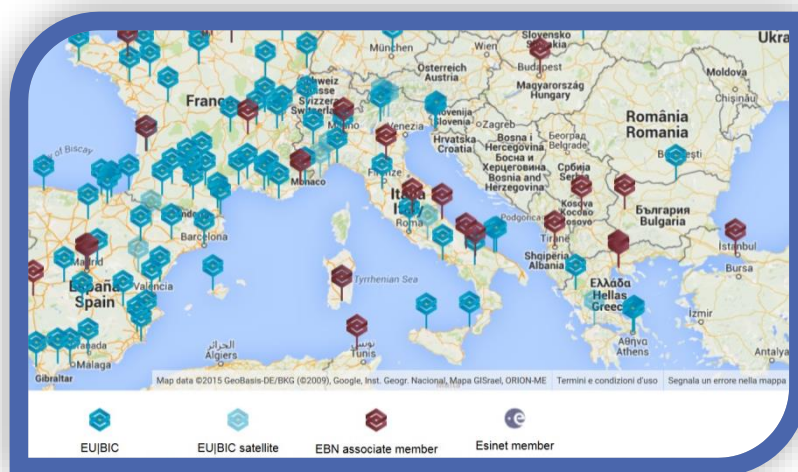 München
Wien
Slovensko
Slovakia
Ukra
Budapest
Österreich
Austria
Magyarország
Hungary
Moldova
Chișinău
France
Schweiz
Suisse
Svizzera
Milano
Venezia
Slovenija
Slovenia
Zagreb
Hrvatska
Croatia
Bosna i
Hercegovina
Босна и
Херцеговина
Bosnia and
Herzegovina
Београд
Belgrade
România
Romania
of Biscay
Monaco
Firenze
Italia
Italy
Roma
Србија
Kosova
Косово
Kosovo
Podgorica
България
Bulgaria
Barcelona
Tiranë
Shqipëria
Albania
İstanbul
Bursa
Madrid
España
Spain
Valencia
Tyrrhenian Sea
Ελλάδα
Hellas
Greece
İzmir
Αθήνα
Athens
Antalya
Malaga
Gibraltar
الجزائر
Algiers
تونس
Tunis
Map data ©2015 GeoBasis-DE/BKG (©2009), Google, Inst. Geogr. Nacional, Mapa GISrael, ORION-ME
Termini e condizioni d'uso
Segnala un errore nella mappa
EU|BIC
EU|BIC satellite
EBN associate member
Esinet member